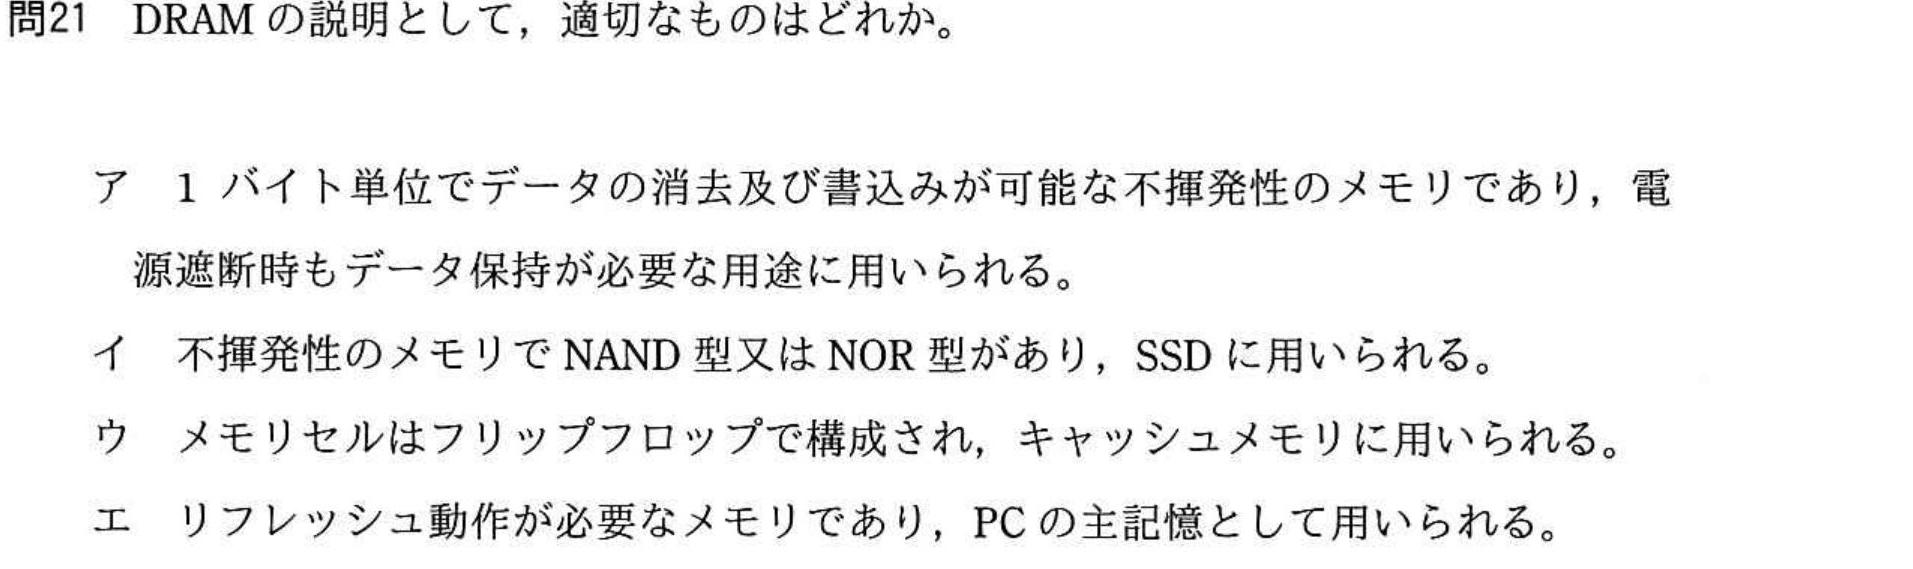 問21 DRAM の説明として，適切なものはどれか。
ア 1 バイト単位でデータの消去及び書込みが可能な不揮発性のメモリであり，電
源遮断時もデータ保持が必要な用途に用いられる。
イ 不揮発性のメモリで NAND 型又は NOR 型があり，SSD に用いられる。
ウ メモリセルはフリップフロップで構成され，キャッシュメモリに用いられる。
エ リフレッシュ動作が必要なメモリであり，PC の主記憶として用いられる。